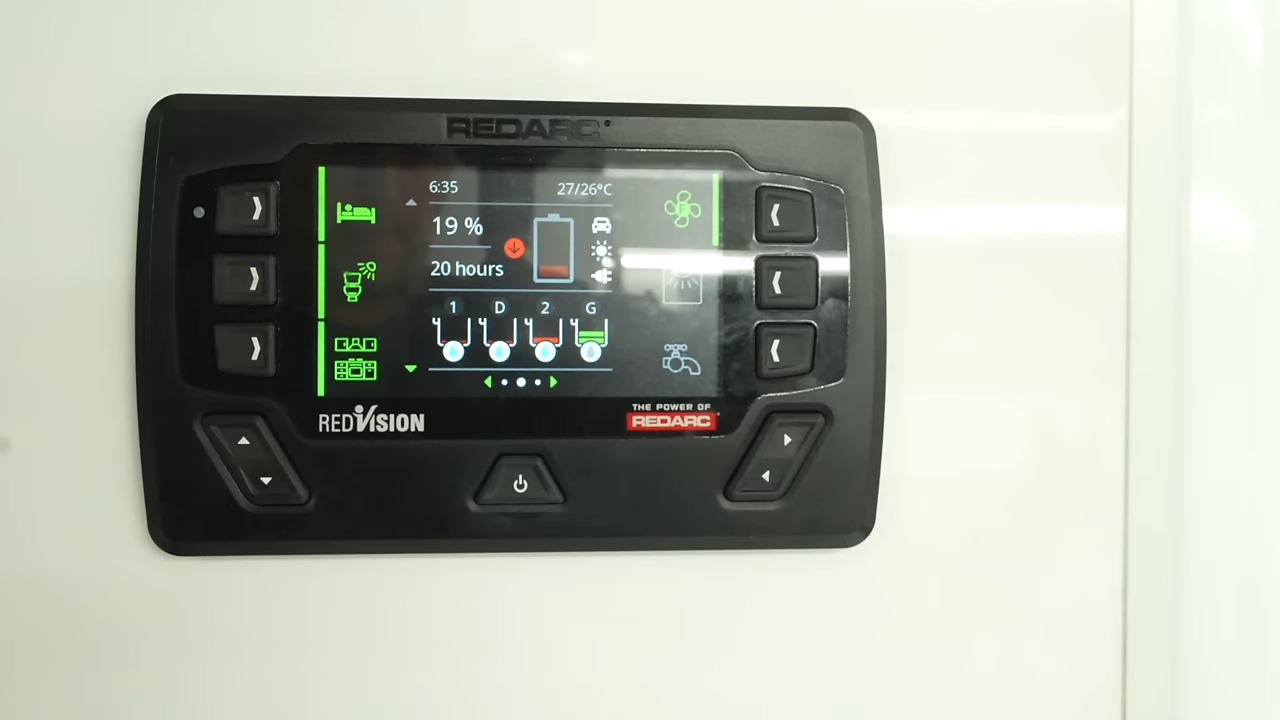 REDARC
6:35 27/26°C
19 %
20 hours
1 D 2 G
REDVISION
THE POWER OF
REDARC